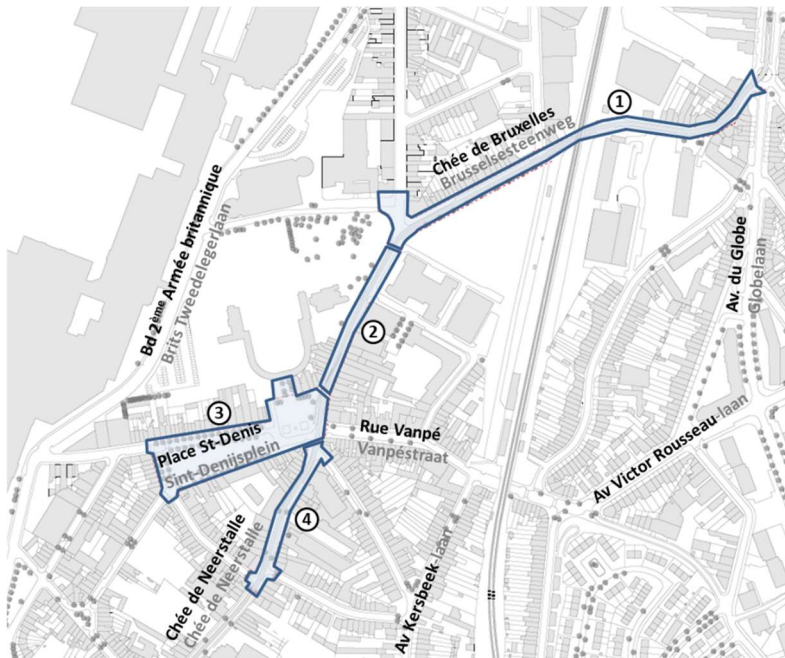 ①
Chée de Bruxelles
Brusselsesteenweg
Bd 2ème Armée britannique
Brits Tweedelegerlaan
Av. du Globe
Globelaan
②
③
Place St-Denis
Sint-Denijsplein
Rue Vanpé
Vanpéstraat
Av Victor Rousseau-laan
④
Chée de Neerstalle
Chée de Neerstalle
Av Kersbeek-laan